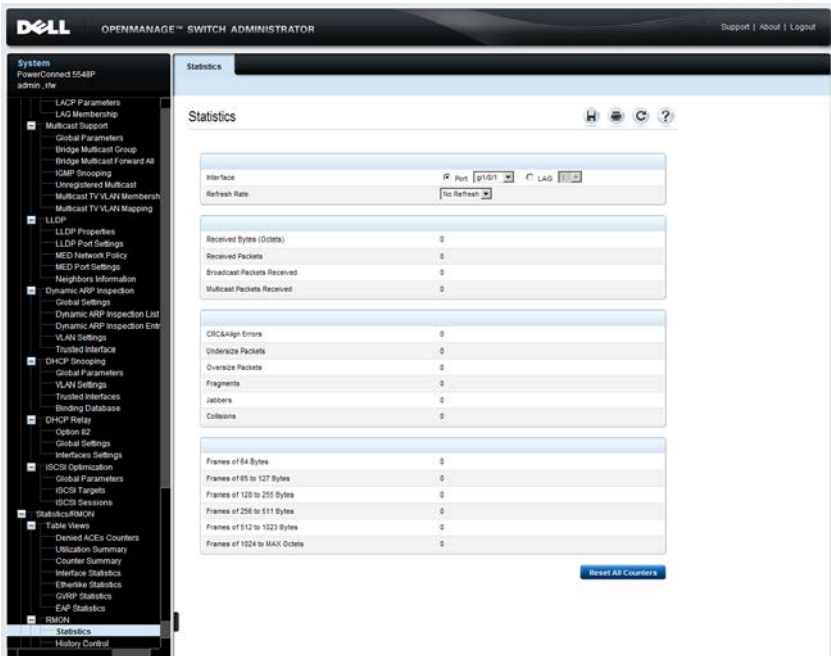 DELL OPENMANAGE™ SWITCH ADMINISTRATOR Support | About | Logout
System
PowerConnect 5548P
admin , r/w
LACP Parameters
LAG Membership
Multicast Support
Global Parameters
Bridge Multicast Group
Bridge Multicast Forward All
IGMP Snooping
Unregistered Multicast
Multicast TV VLAN Membersh
Multicast TV VLAN Mapping
LLDP
LLDP Properties
LLDP Port Settings
MED Network Policy
MED Port Settings
Neighbors Information
Dynamic ARP Inspection
Global Settings
Dynamic ARP Inspection List
Dynamic ARP Inspection Entr
VLAN Settings
Trusted Interface
DHCP Snooping
Global Parameters
VLAN Settings
Trusted Interfaces
Binding Database
DHCP Relay
Option 82
Global Settings
Interfaces Settings
iSCSI Optimization
Global Parameters
iSCSI Targets
iSCSI Sessions
Statistics/RMON
Table Views
Denied ACEs Counters
Utilization Summary
Counter Summary
Interface Statistics
Etherlike Statistics
GVRP Statistics
EAP Statistics
RMON
Statistics
History Control
Statistics
Statistics
Interface Port gi1/0/1 LAG 1
Refresh Rate No Refresh
Received Bytes (Octets) 0
Received Packets 0
Broadcast Packets Received 0
Multicast Packets Received 0
CRC&Align Errors 0
Undersize Packets 0
Oversize Packets 0
Fragments 0
Jabbers 0
Collisions 0
Frames of 64 Bytes 0
Frames of 65 to 127 Bytes 0
Frames of 128 to 255 Bytes 0
Frames of 256 to 511 Bytes 0
Frames of 512 to 1023 Bytes 0
Frames of 1024 to MAX Octets 0
Reset All Counters